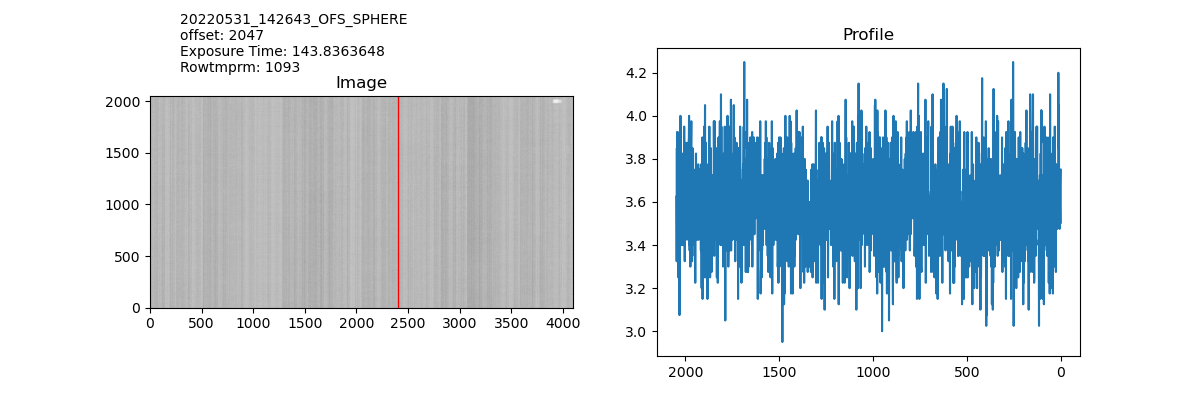 20220531_142643_OFS_SPHERE
offset: 2047
Exposure Time: 143.8363648
Rowtmprm: 1093
Image
2000
1500
1000
500
0
0 500 1000 1500 2000 2500 3000 3500 4000
Profile
4.2
4.0
3.8
3.6
3.4
3.2
3.0
2000 1500 1000 500 0